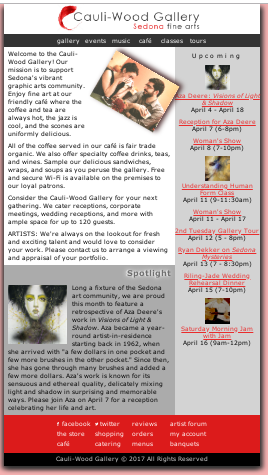 Cauli-Wood Gallery
Sedona fine arts
gallery events music café classes tours
Welcome to the Cauli-
Wood Gallery! Our
mission is to support
Sedona's vibrant
graphic arts community.
Enjoy fine art at our
friendly café where the
coffee and tea are
always hot, the jazz is
cool, and the scones are
uniformly delicious.
All of the coffee served in our café is fair trade
organic. We also offer specialty coffee drinks, teas,
and wines. Sample our delicious sandwiches,
wraps, and soups as you peruse the gallery. Free
and secure Wi-Fi is available on the premises to
our loyal patrons.
Consider the Cauli-Wood Gallery for your next
gathering. We cater receptions, corporate
meetings, wedding receptions, and more with
ample space for up to 120 guests.
ARTISTS: We're always on the lookout for fresh
and exciting talent and would love to consider
your work. Please contact us to arrange a viewing
and appraisal of your portfolio.
Spotlight
Long a fixture of the Sedona
art community, we are proud
this month to feature a
retrospective of Aza Deere's
work in Visions of Light &
Shadow. Aza became a year-
round artist-in-residence
starting back in 1962, when
she arrived with "a few dollars in one pocket and
few more brushes in the other pocket." Since then,
she has gone through many brushes and added a
few more dollars. Aza's work is known for its
sensuous and ethereal quality, delicately mixing
light and shadow in surprising and memorable
ways. Please join Aza on April 7 for a reception
celebrating her life and art.
Upcoming
Aza Deere: Visions of Light
& Shadow
April 4 - April 18
Reception for Aza Deere
April 7 (6-8pm)
Woman's Show
April 8 (7-10pm)
Understanding Human
Form Class
April 11 (9-11:30am)
Woman's Show
April 11 - April 17
2nd Tuesday Gallery Tour
April 12 (5 - 8pm)
Ryan Dekker on Sedona
Mysteries
April 13 (7 - 8:30pm)
Riling-Jade Wedding
Rehearsal Dinner
April 15 (7-10pm)
Saturday Morning Jam
with Jam
April 16 (9am-12pm)
f facebook twitter reviews artist forum
the store shopping orders my account
café catering menus banquets
Cauli-Wood Gallery © 2017 All Rights Reserved